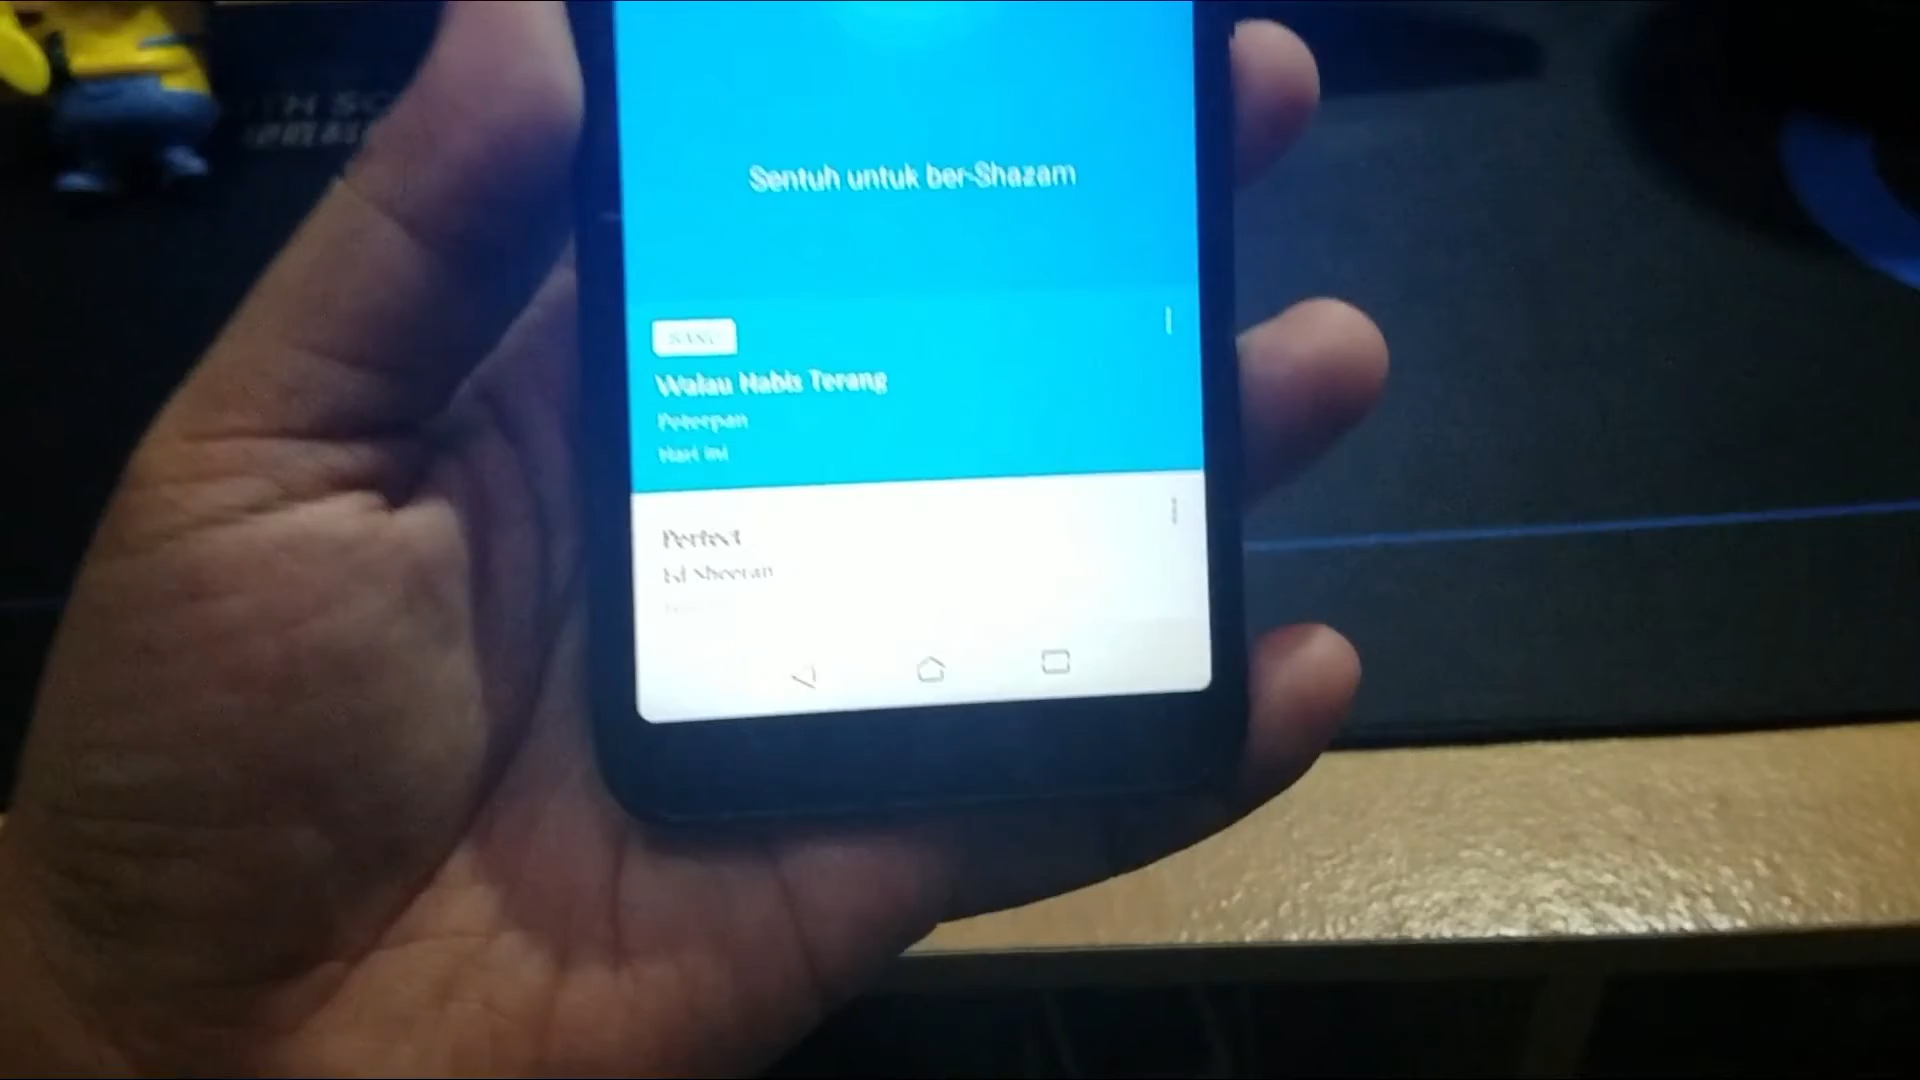 Sentuh untuk ber-Shazam
Walau Habis Terang
Peterpan
Hari ini
Perfect
Ed Sheeran